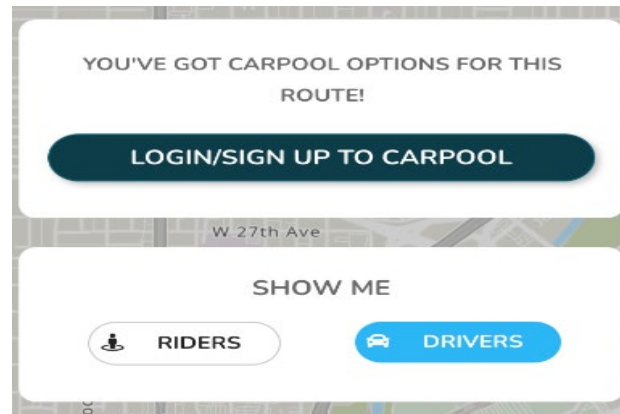 YOU'VE GOT CARPOOL OPTIONS FOR THIS
ROUTE!
LOGIN/SIGN UP TO CARPOOL
W 27th Ave
SHOW ME
RIDERS
DRIVERS